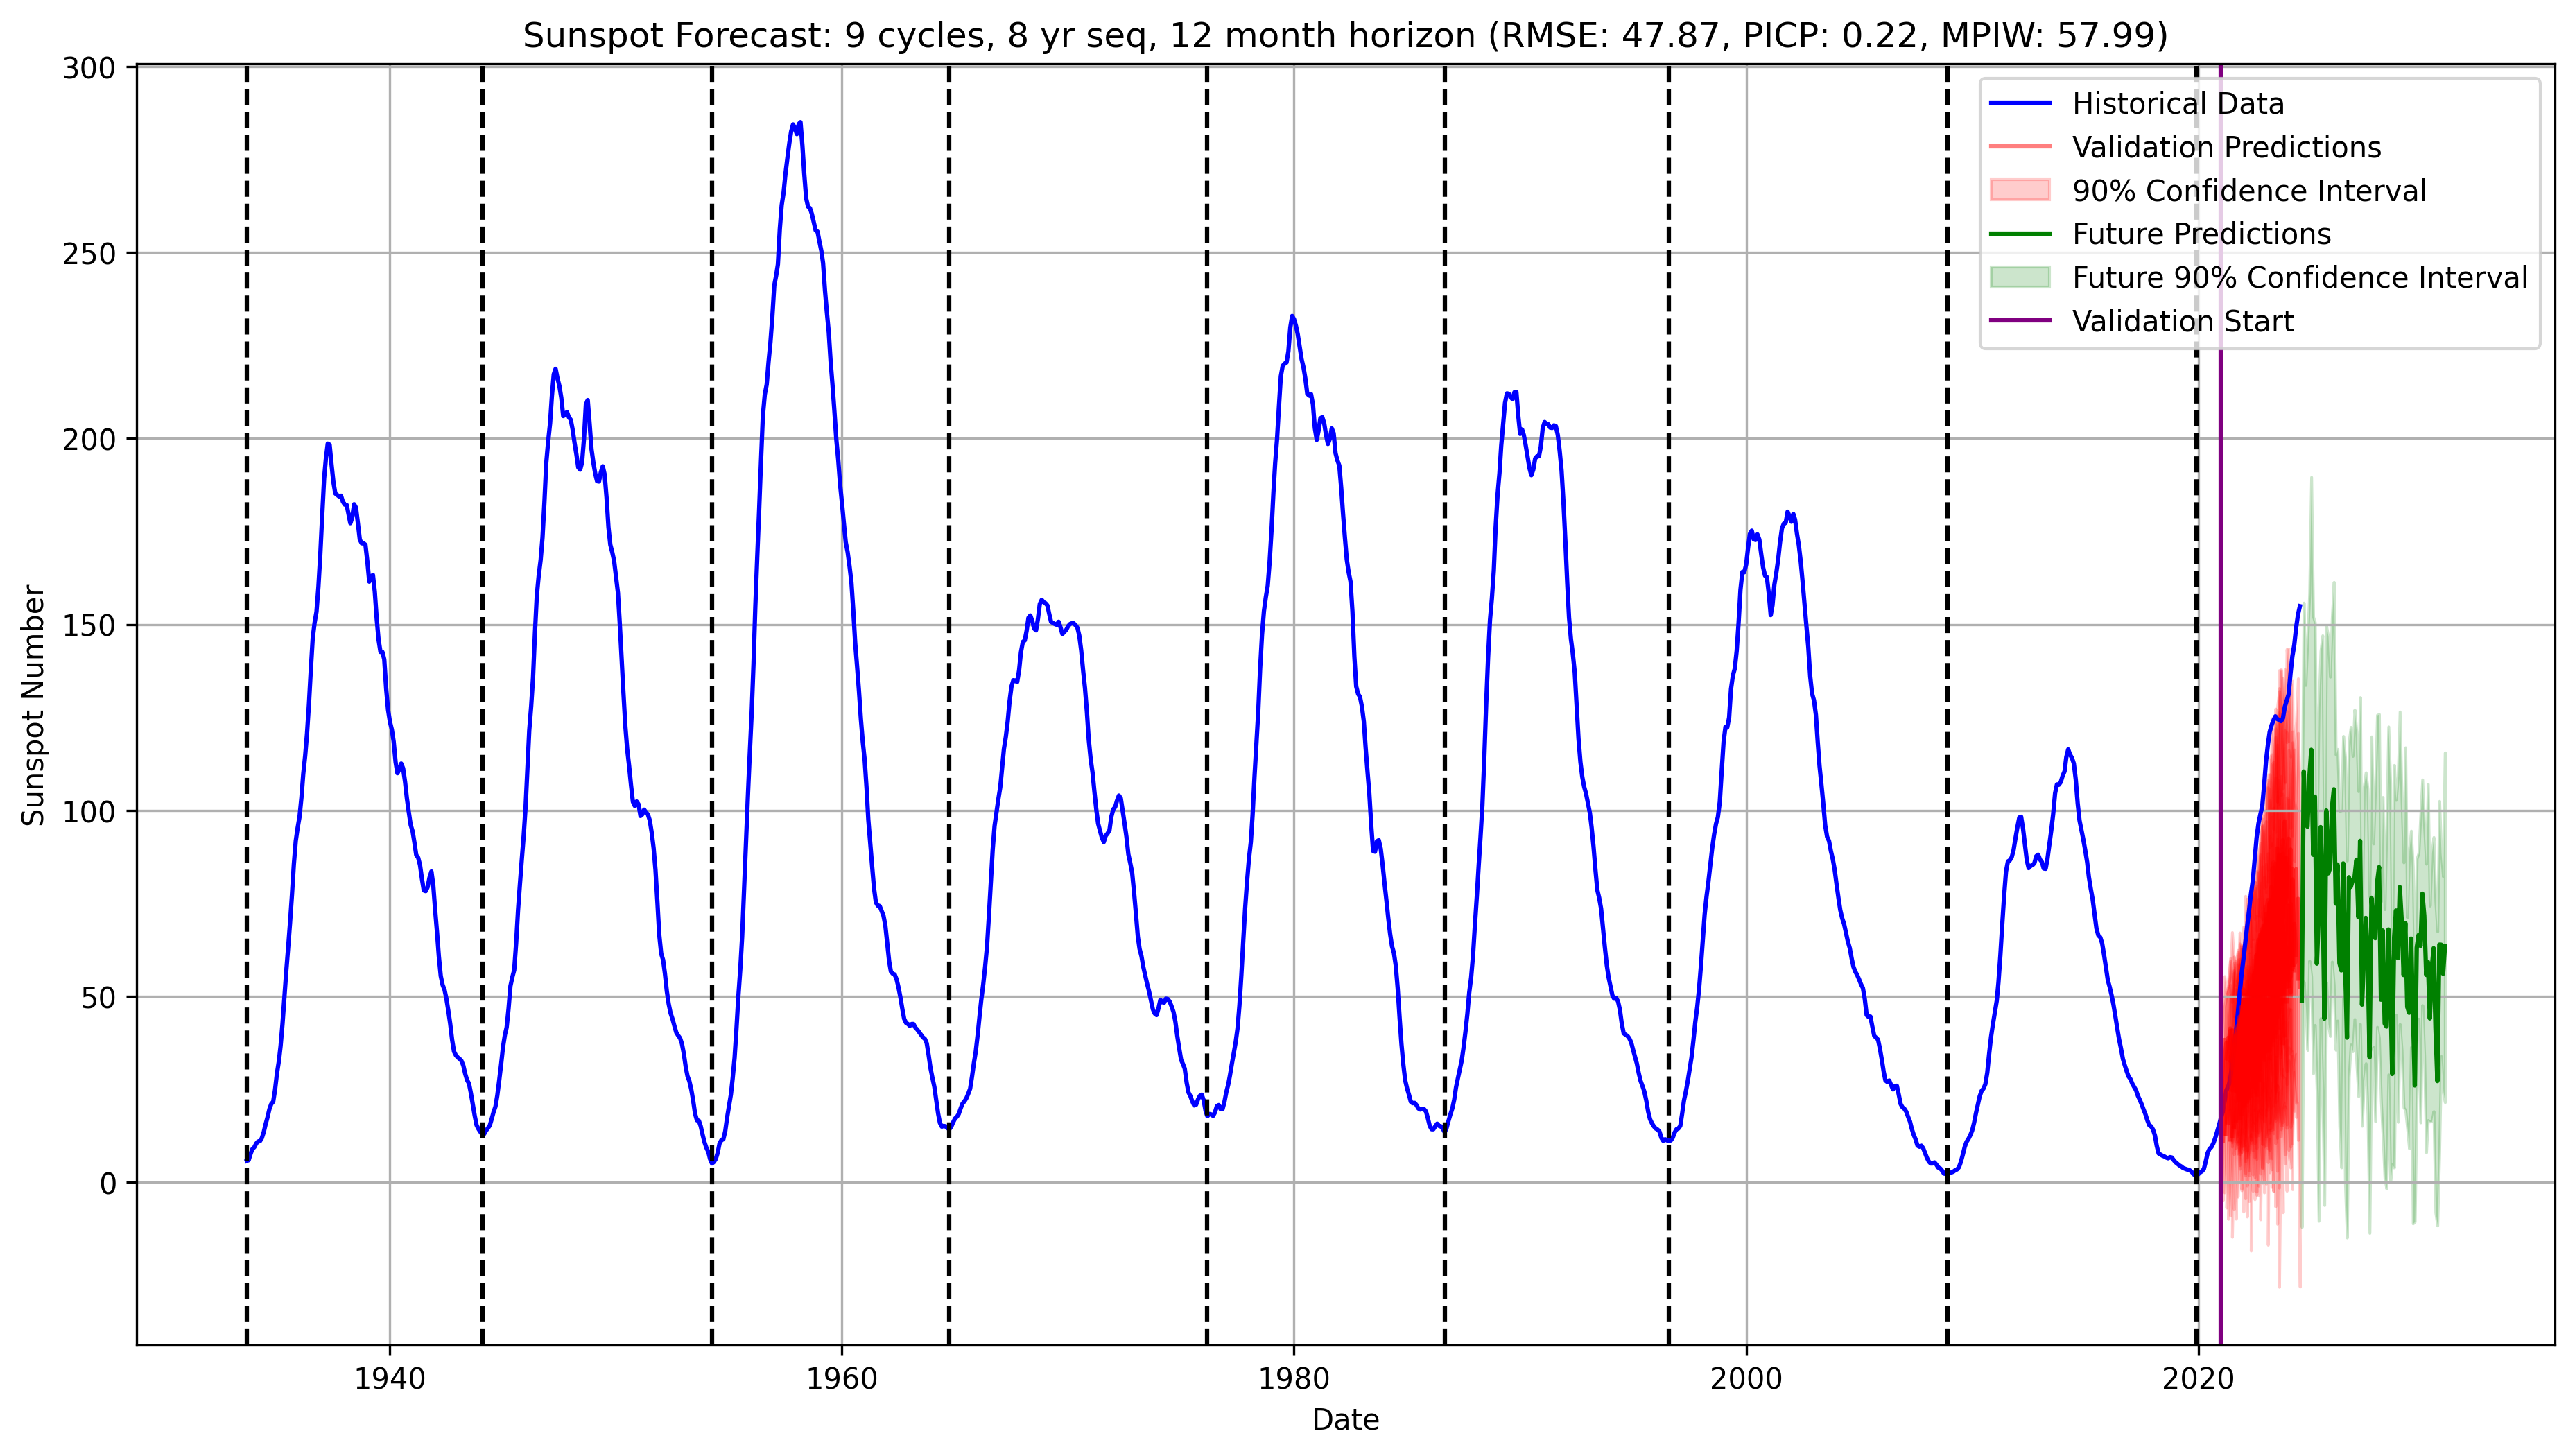 Sunspot Forecast: 9 cycles, 8 yr seq, 12 month horizon (RMSE: 47.87, PICP: 0.22, MPIW: 57.99)
Historical Data
Validation Predictions
90% Confidence Interval
Future Predictions
Future 90% Confidence Interval
Validation Start
Sunspot Number
300
250
200
150
100
50
0
1940
1960
1980
2000
2020
Date